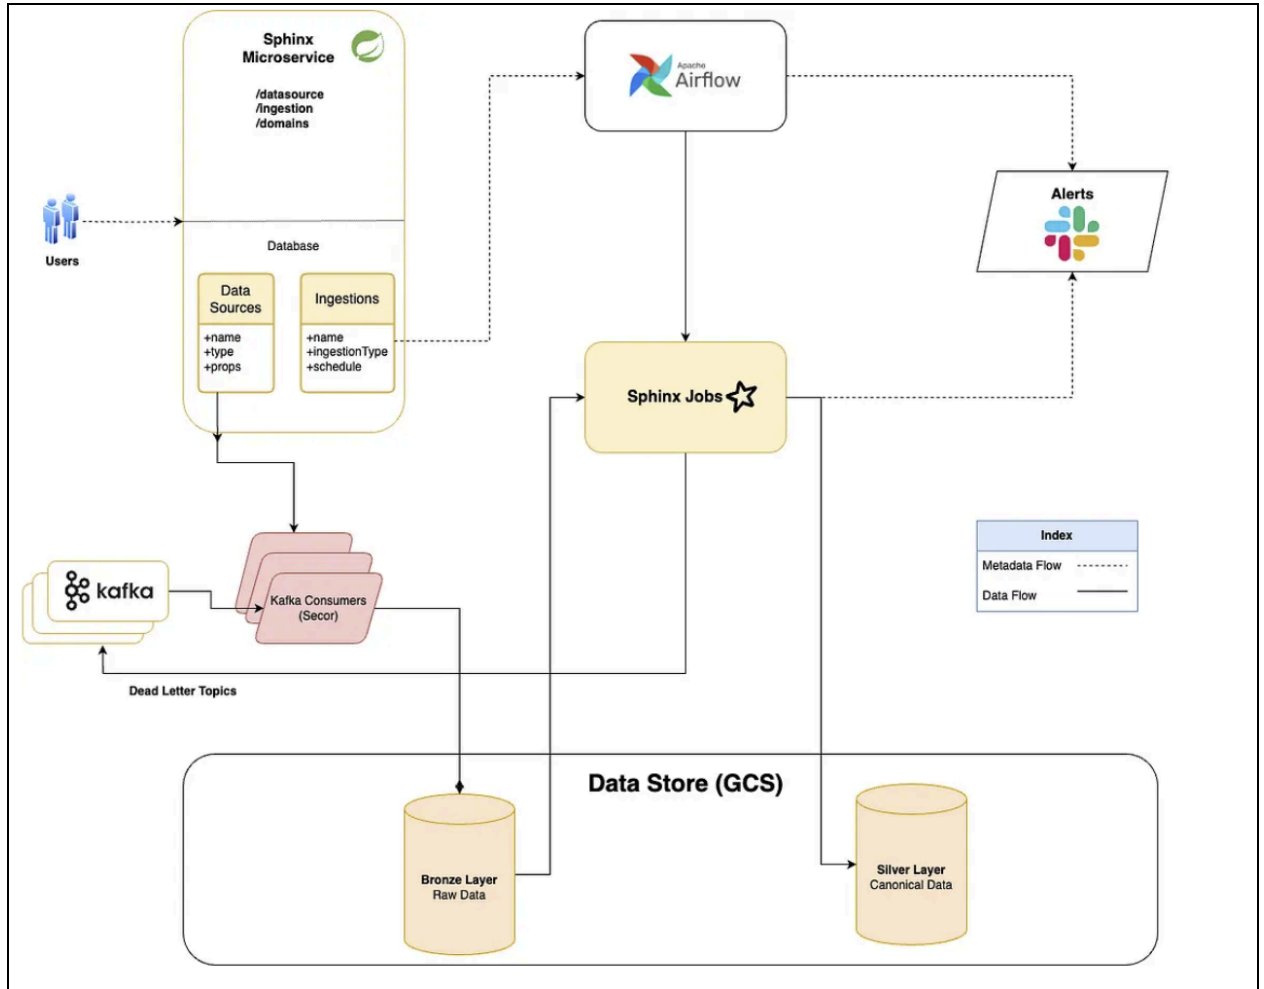 Sphinx
Microservice
/datasource
/ingestion
/domains
Apache
Airflow
Alerts
Users
Database
Data
Sources
+name
+type
+props
Ingestions
+name
+ingestionType
+schedule
Sphinx Jobs
Index
Metadata Flow
Data Flow
kafka
Kafka Consumers
(Secor)
Dead Letter Topics
Data Store (GCS)
Bronze Layer
Raw Data
Silver Layer
Canonical Data